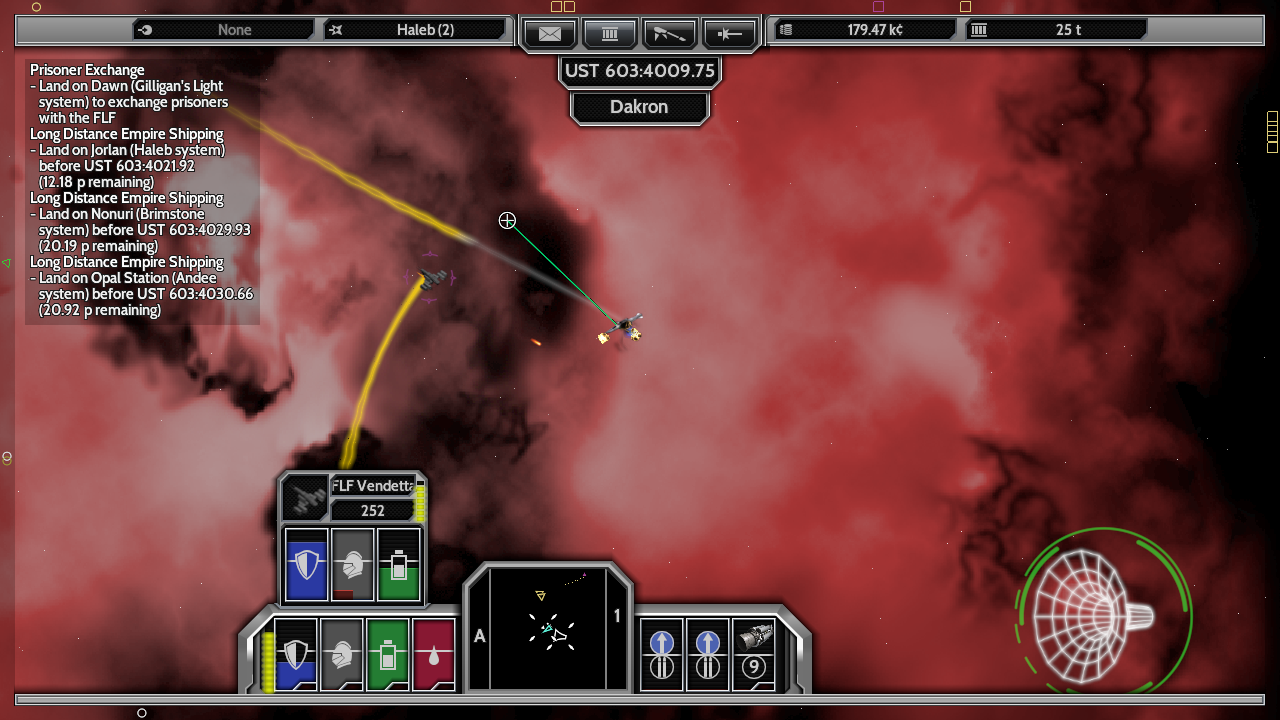 None
Haleb (2)
179.47 k¢
25 t
UST 603:4009.75
Dakron
Prisoner Exchange
- Land on Dawn (Gilligan's Light
system) to exchange prisoners
with the FLF
Long Distance Empire Shipping
- Land on Jorlan (Haleb system)
before UST 603:4021.92
(12.18 p remaining)
Long Distance Empire Shipping
- Land on Nonuri (Brimstone
system) before UST 603:4029.93
(20.19 p remaining)
Long Distance Empire Shipping
- Land on Opal Station (Andee
system) before UST 603:4030.66
(20.92 p remaining)
FLF Vendetta
252
A
1
9